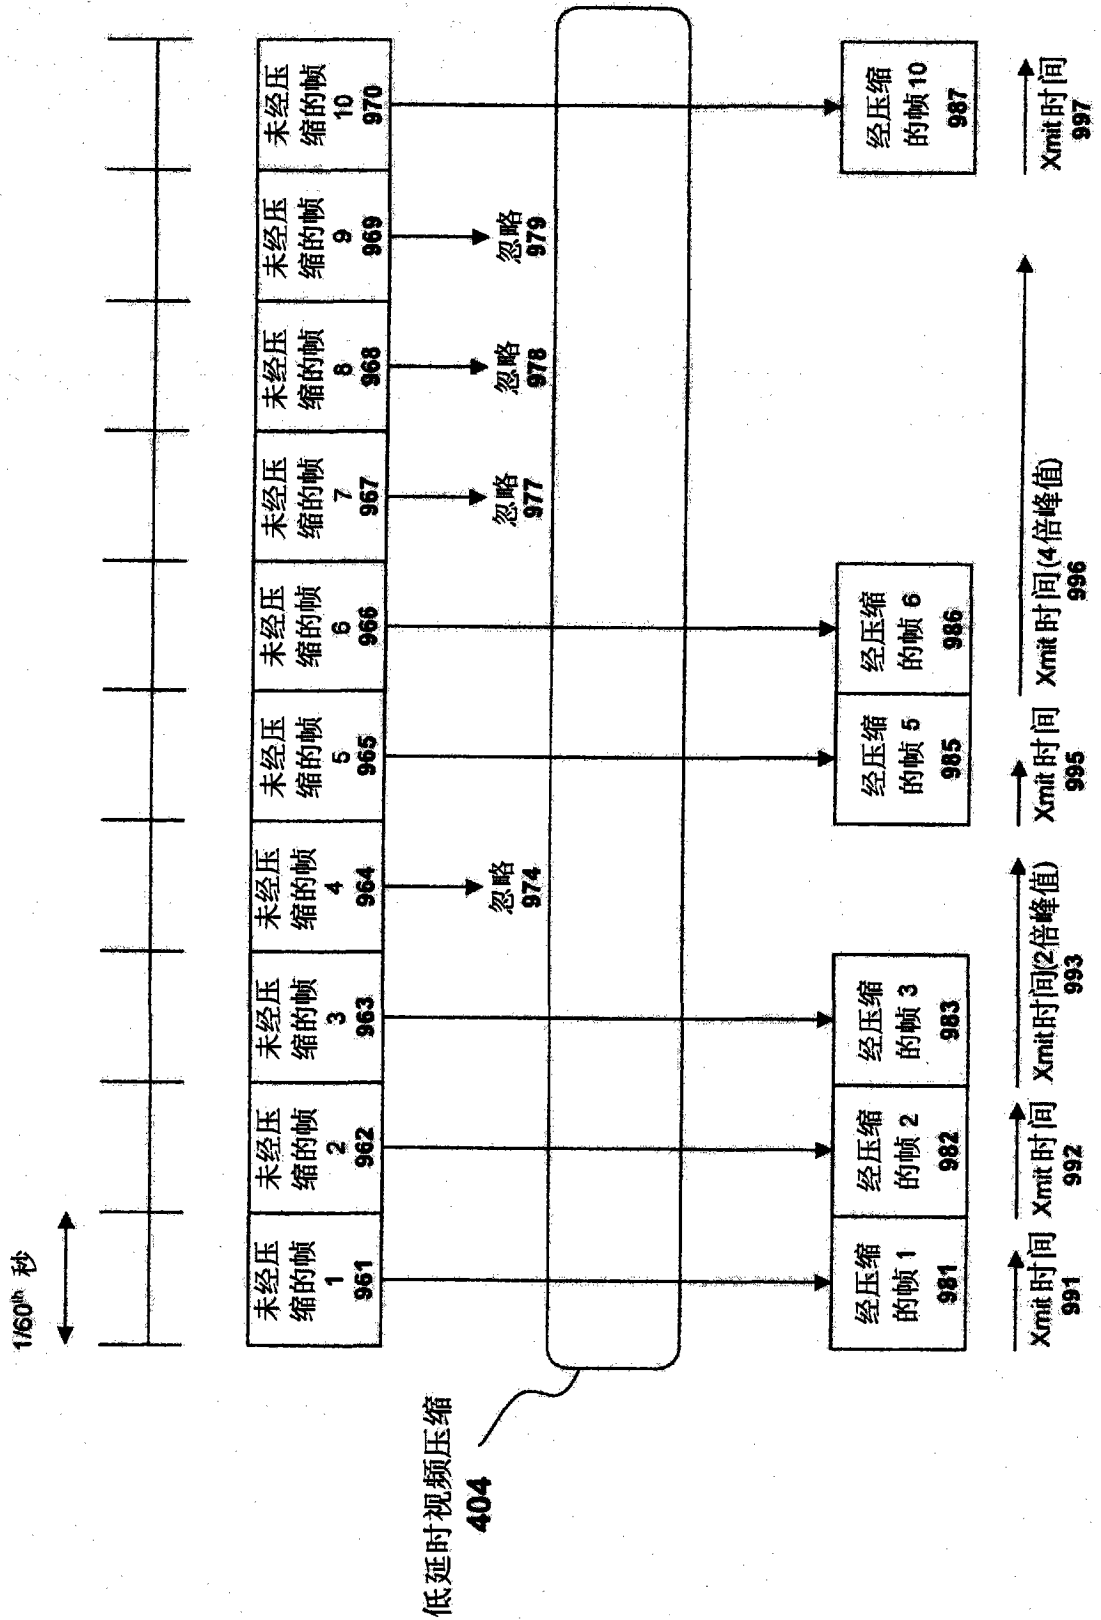 1/60th 秒
未经压
缩的帧
1
961
未经压
缩的帧
2
962
未经压
缩的帧
3
963
未经压
缩的帧
4
964
未经压
缩的帧
5
965
未经压
缩的帧
6
966
未经压
缩的帧
7
967
未经压
缩的帧
8
968
未经压
缩的帧
9
969
未经压
缩的帧
10
970
忽略
974
忽略
977
忽略
978
忽略
979
低延时视频压缩
404
经压缩
的帧 1
981
经压缩
的帧 2
982
经压缩
的帧 3
983
经压缩
的帧 5
985
经压缩
的帧 6
986
经压缩
的帧 10
987
Xmit 时间
991
Xmit 时间
992
Xmit 时间(2倍峰值)
993
Xmit 时间
995
Xmit 时间(4倍峰值)
996
Xmit 时间
997